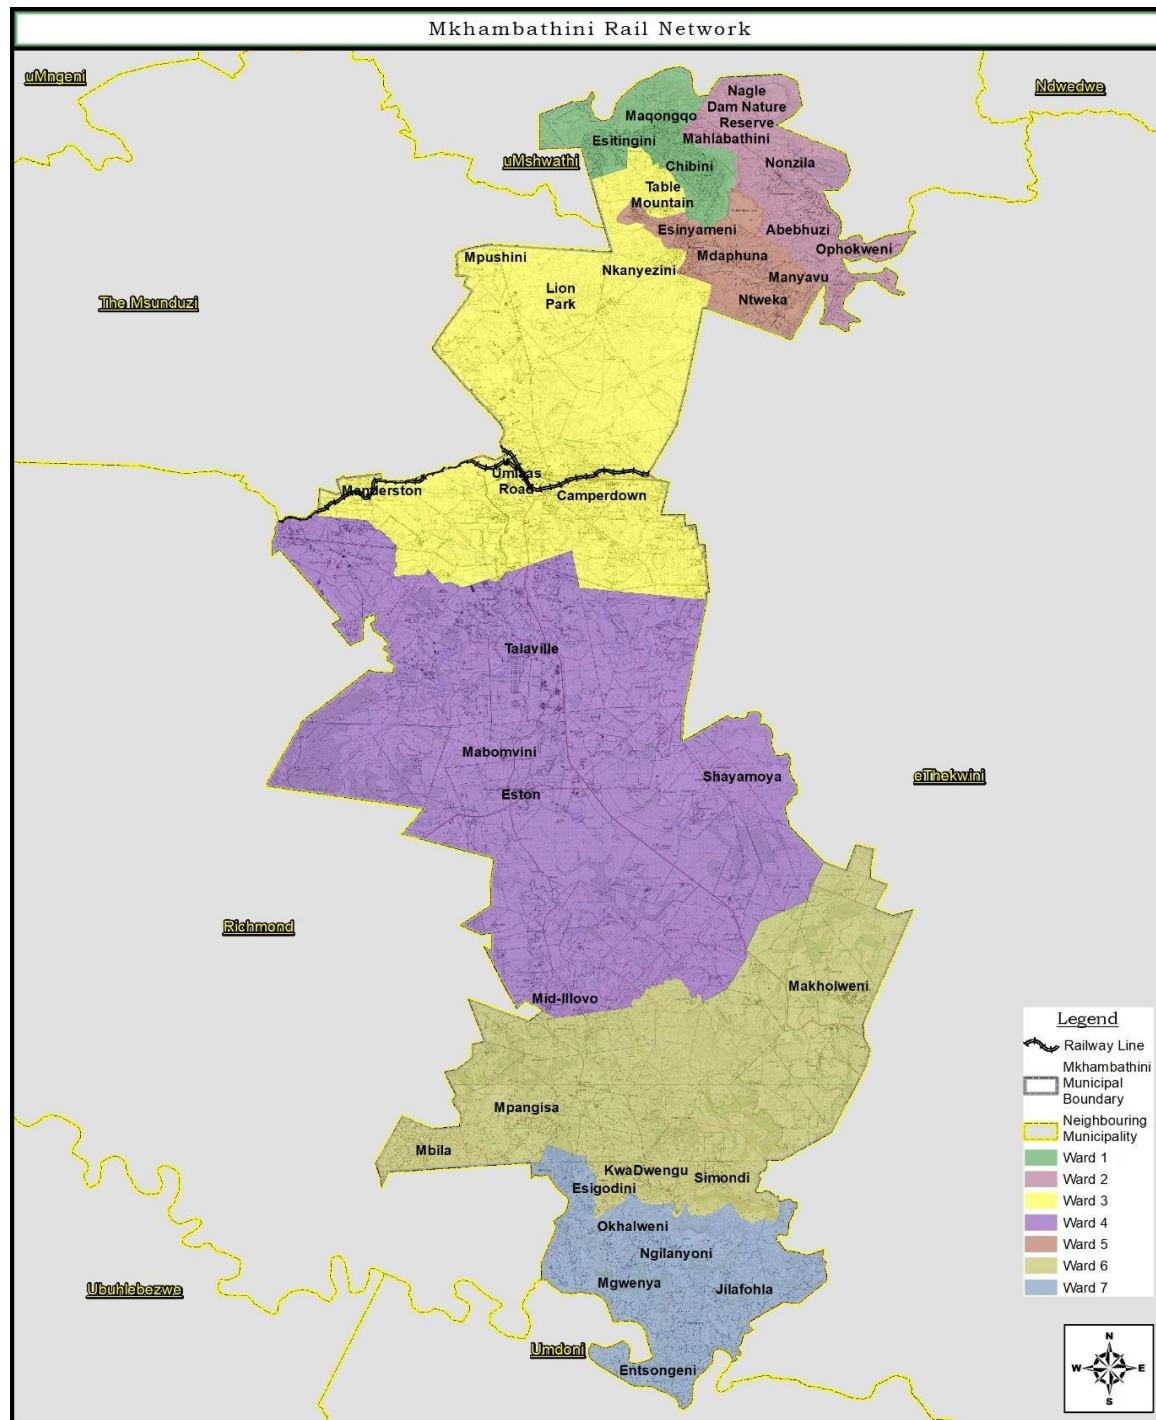 Mkhambathini Rail Network
uMngeni
Ndwedwe
Nagle
Dam Nature
Reserve
Maqongqo
Mahlabathini
Esitingini
uMshwathi
Chibini
Nonzila
Table
Mountain
Esinyameni
Abebhuzi
Ophokweni
Mpushini
Mdaphuna
Nkanyezini
Manyavu
Lion
Park
Ntweka
The Msunduzi
Umlaas
Road
Manderston
Camperdown
Talaville
Mabomvini
Shayamoya
eThekwini
Eston
Richmond
Makholweni
Mid-Illovo
Mpangisa
Mbila
KwaDwengu
Simondi
Esigodini
Okhalweni
Ngilanyoni
Mgwenya
Jilafohla
Ubuhlebezwe
Umdoni
Entsongeni
Legend
Railway Line
Mkhambathini
Municipal
Boundary
Neighbouring
Municipality
Ward 1
Ward 2
Ward 3
Ward 4
Ward 5
Ward 6
Ward 7
N
W
E
S